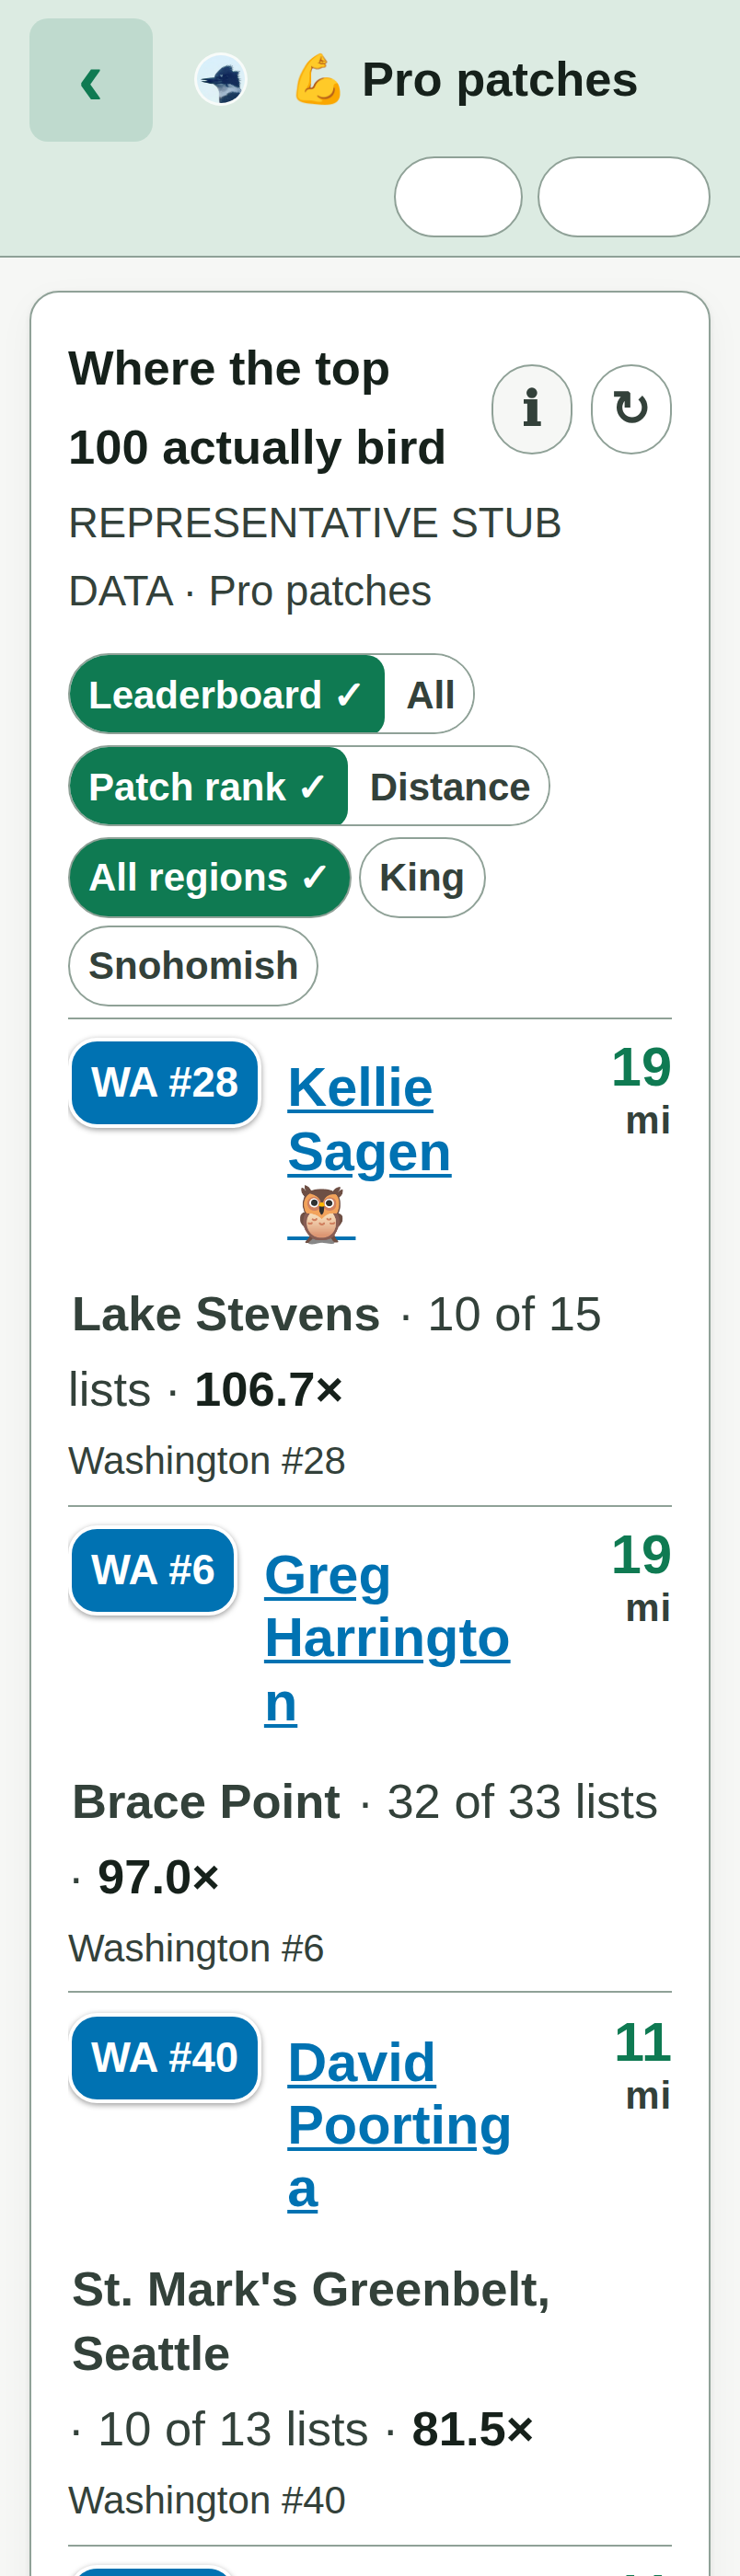 ‹ 💪 Pro patches
Where the top
100 actually bird
ℹ ↻
REPRESENTATIVE STUB
DATA · Pro patches
Leaderboard ✓ All
Patch rank ✓ Distance
All regions ✓ King
Snohomish
WA #28 Kellie
Sagen
🦉
19
mi
Lake Stevens · 10 of 15
lists · 106.7×
Washington #28
WA #6 Greg
Harringto
n
19
mi
Brace Point · 32 of 33 lists
· 97.0×
Washington #6
WA #40 David
Poorting
a
11
mi
St. Mark's Greenbelt,
Seattle
· 10 of 13 lists · 81.5×
Washington #40